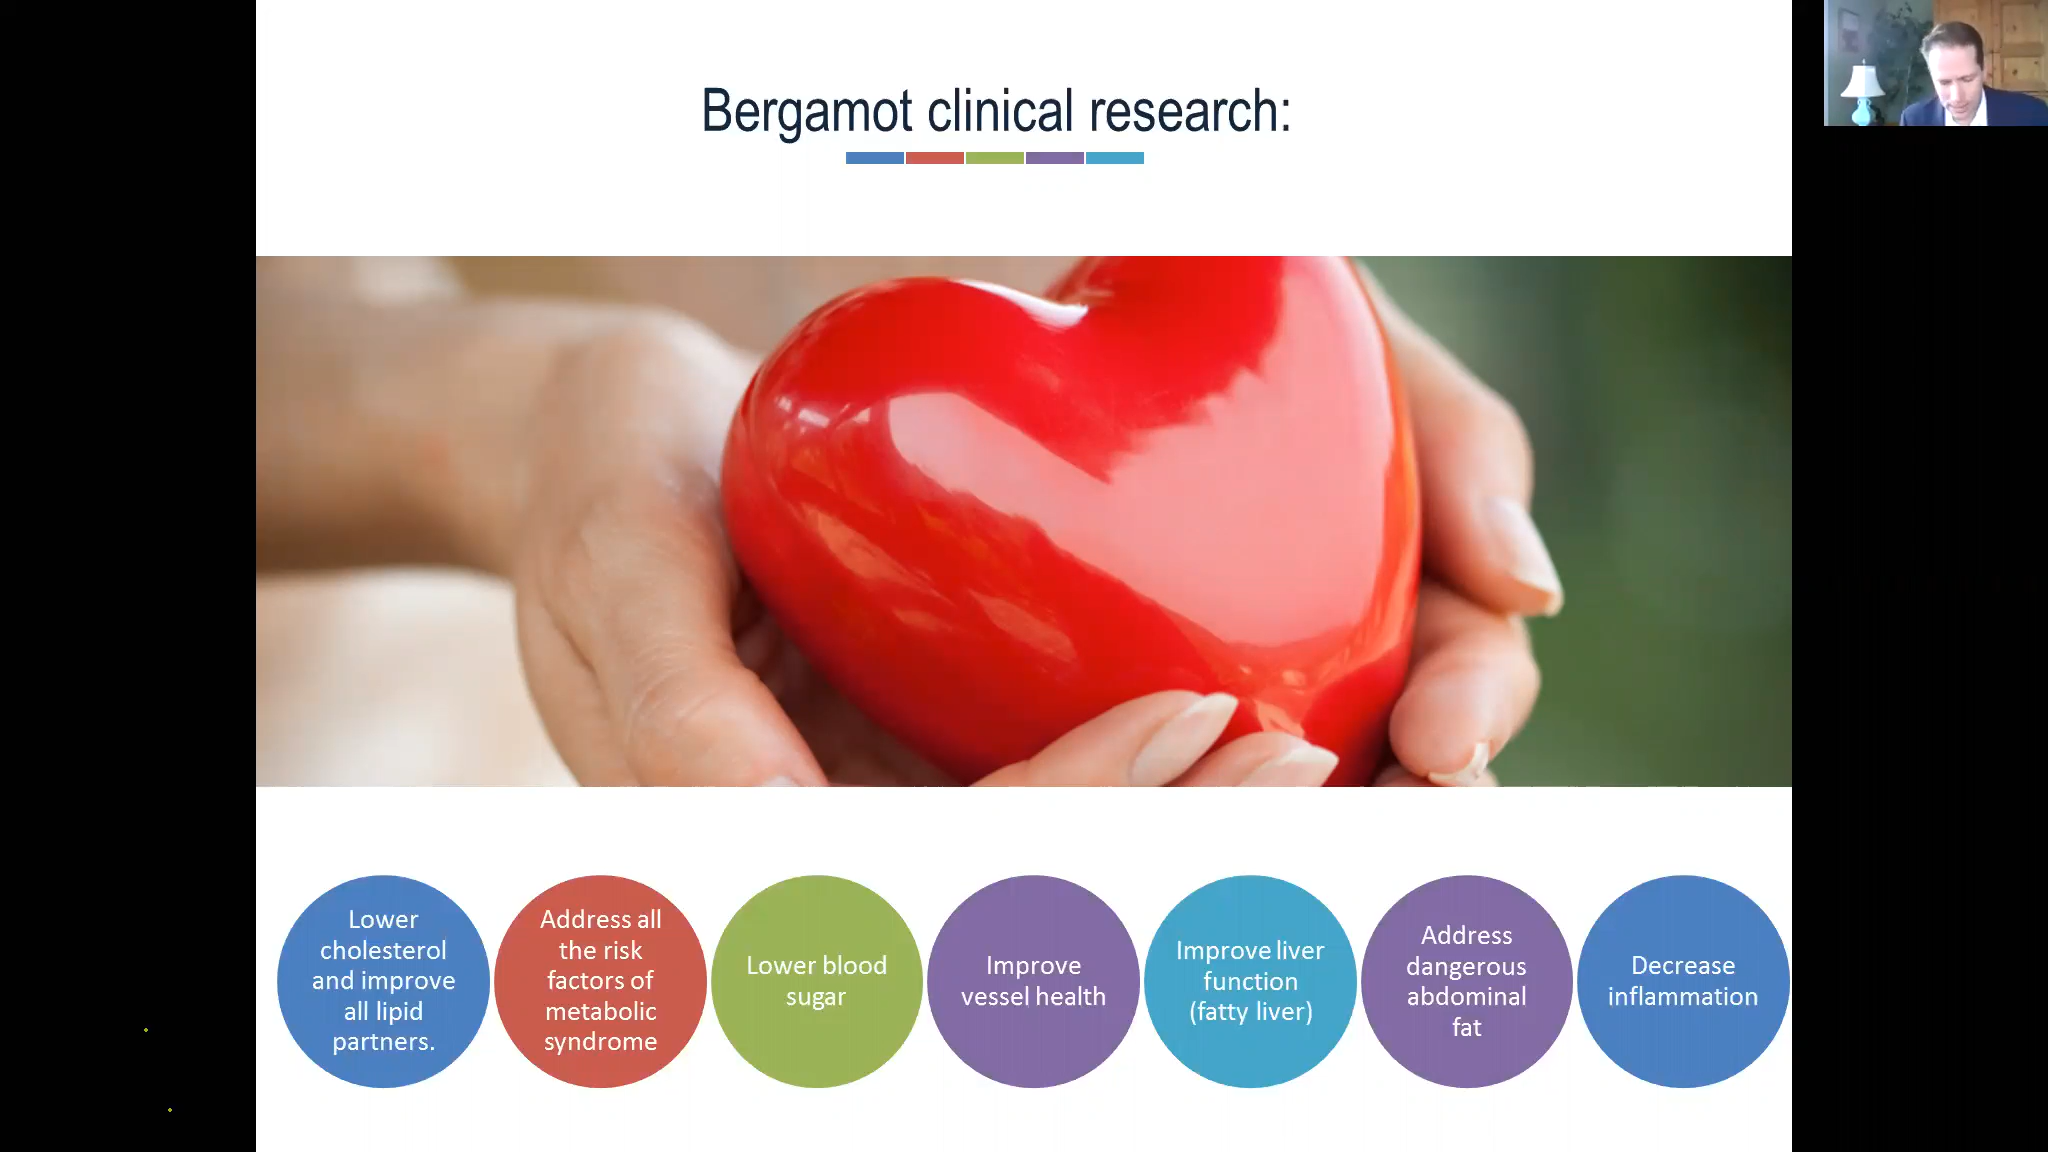 Bergamot clinical research:
Lower
cholesterol
and improve
all lipid
partners.
Address all
the risk
factors of
metabolic
syndrome
Lower blood
sugar
Improve
vessel health
Improve liver
function
(fatty liver)
Address
dangerous
abdominal
fat
Decrease
inflammation